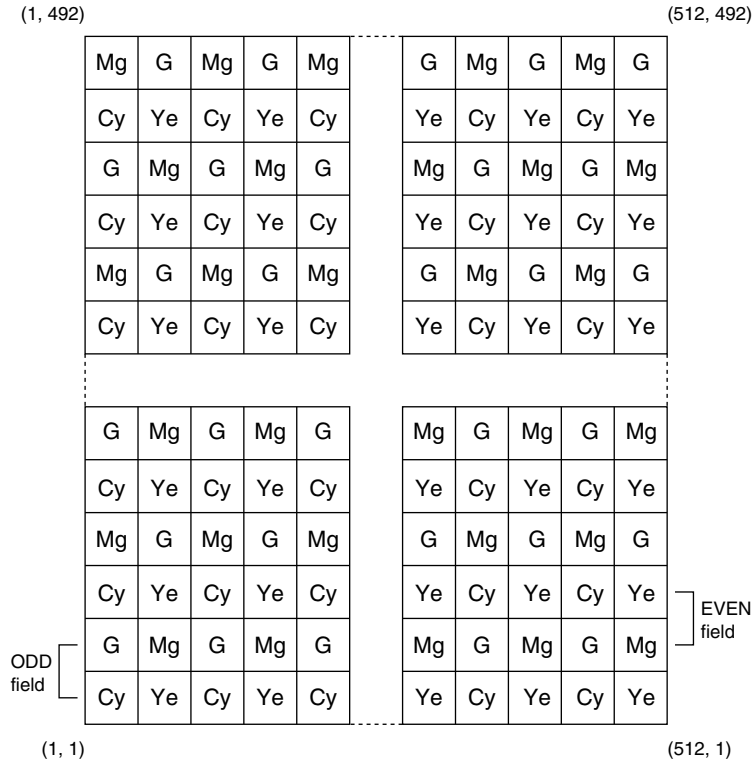 (1, 492) (512, 492)
Mg G Mg G Mg G Mg G Mg G
Cy Ye Cy Ye Cy Ye Cy Ye Cy Ye
G Mg G Mg G Mg G Mg G Mg
Cy Ye Cy Ye Cy Ye Cy Ye Cy Ye
Mg G Mg G Mg G Mg G Mg G
Cy Ye Cy Ye Cy Ye Cy Ye Cy Ye
G Mg G Mg G Mg G Mg G Mg
Cy Ye Cy Ye Cy Ye Cy Ye Cy Ye
Mg G Mg G Mg G Mg G Mg G
Cy Ye Cy Ye Cy Ye Cy Ye Cy Ye
EVEN
field
G Mg G Mg G Mg G Mg G Mg
ODD
field
Cy Ye Cy Ye Cy Ye Cy Ye Cy Ye
(1, 1) (512, 1)